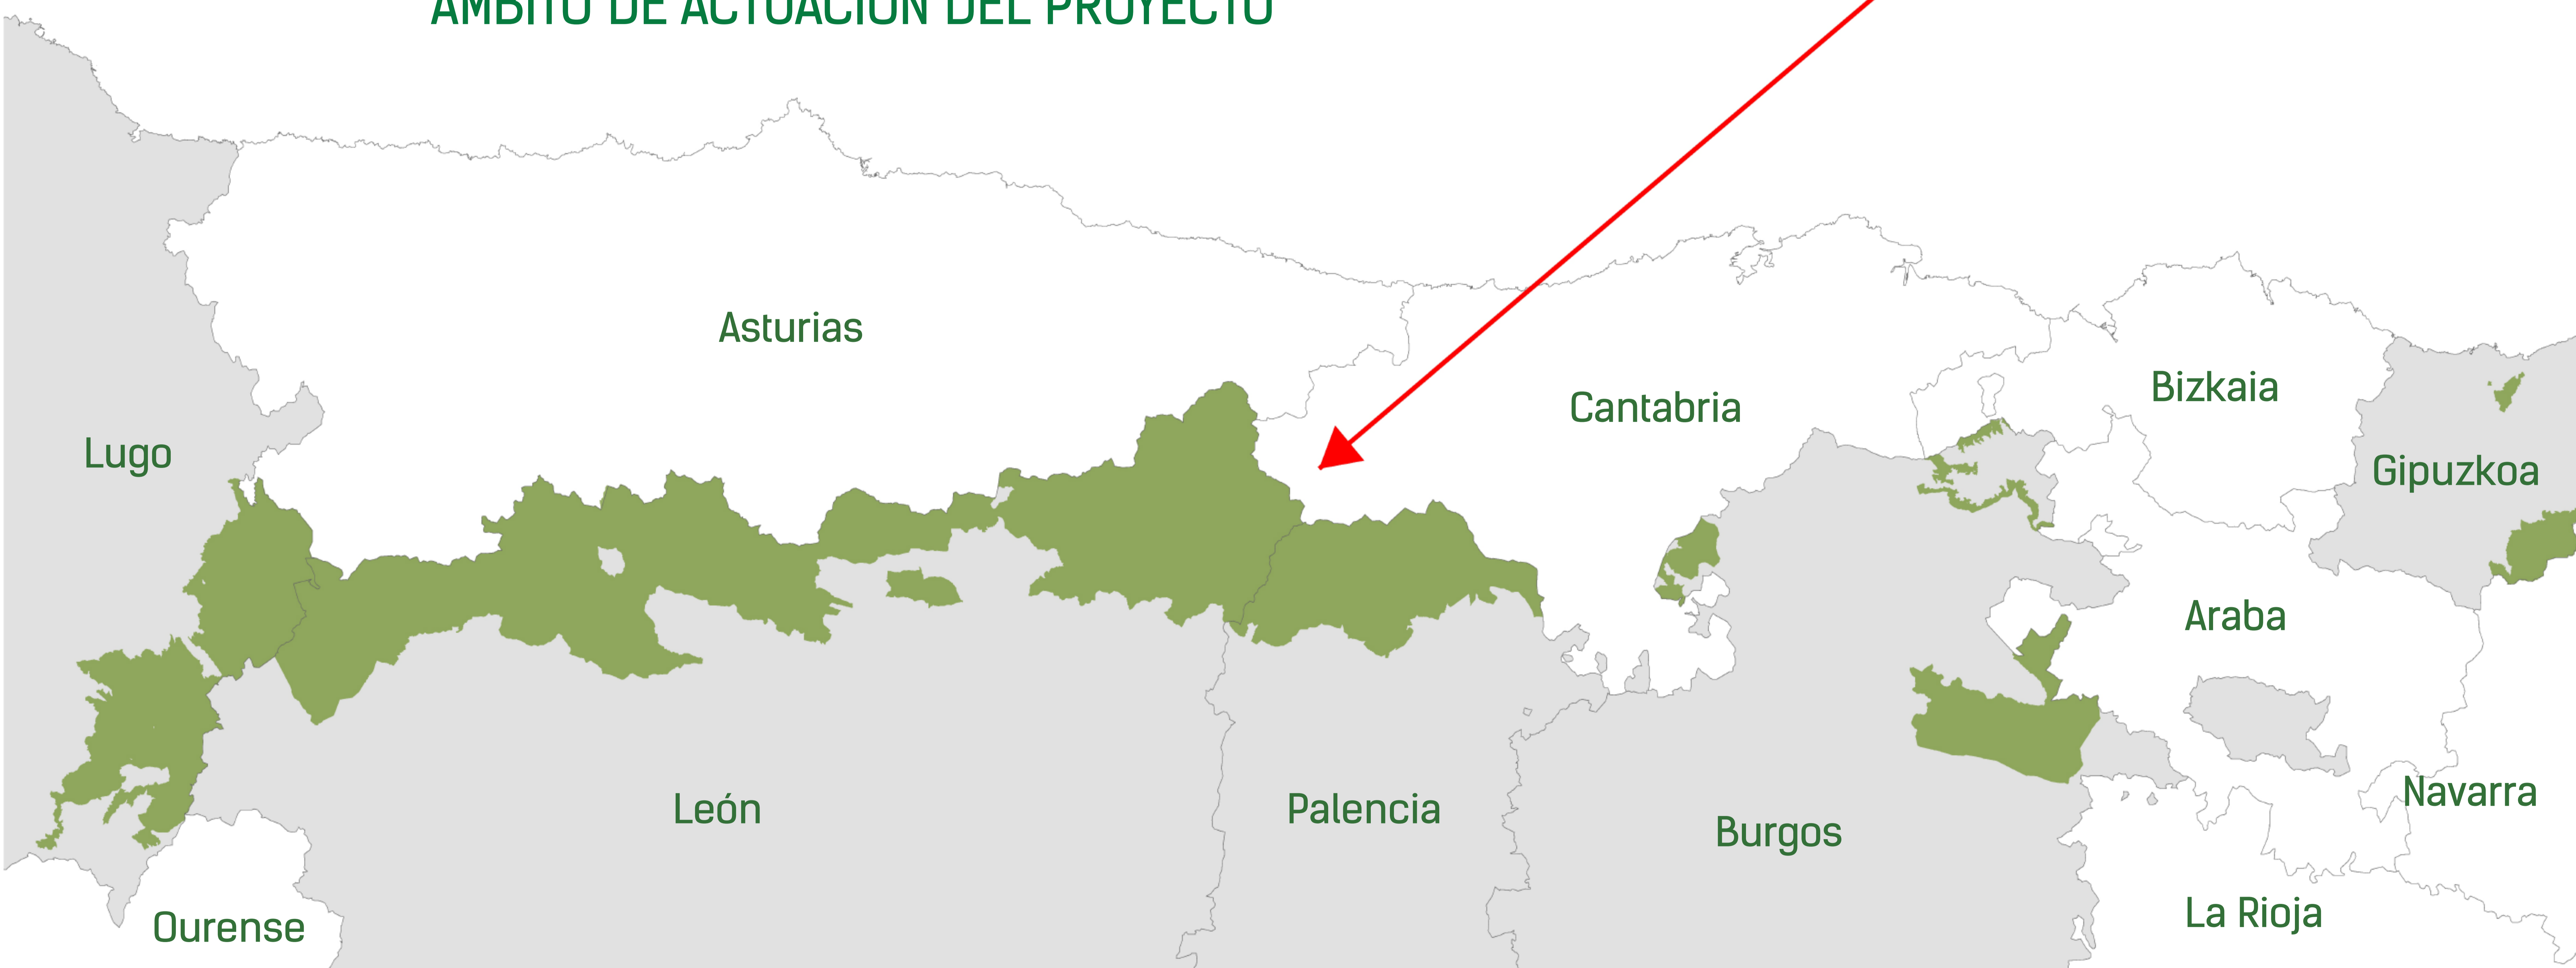 ÁMBITO DE ACTUACIÓN DEL PROYECTO
Asturias
Bizkaia
Cantabria
Lugo
Gipuzkoa
Araba
Navarra
León
Palencia
Burgos
La Rioja
Ourense